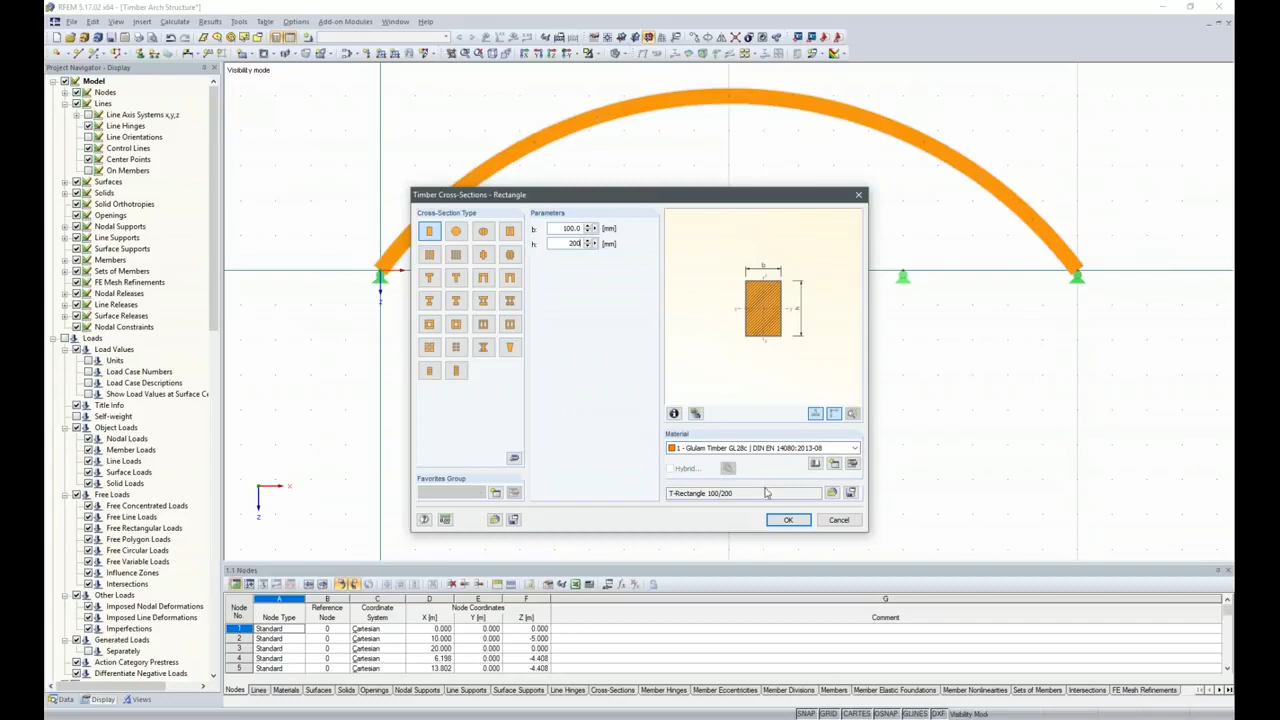 RFEM 5.17.02 x64 - [Timber Arch Structure*]
File Edit View Insert Calculate Results Tools Table Options Add-on Modules Window Help
Project Navigator - Display
Model
Nodes
Lines
Line Axis Systems x,y,z
Line Hinges
Line Orientations
Control Lines
Center Points
On Members
Surfaces
Solids
Solid Orthotropies
Openings
Nodal Supports
Line Supports
Surface Supports
Members
Sets of Members
FE Mesh Refinements
Nodal Releases
Line Releases
Surface Releases
Nodal Constraints
Loads
Load Values
Units
Load Case Numbers
Load Case Descriptions
Show Load Values at Surface Ce
Title Info
Self-weight
Object Loads
Nodal Loads
Member Loads
Line Loads
Surface Loads
Solid Loads
Free Loads
Free Concentrated Loads
Free Line Loads
Free Rectangular Loads
Free Polygon Loads
Free Circular Loads
Free Variable Loads
Influence Zones
Intersections
Other Loads
Imposed Nodal Deformations
Imposed Line Deformations
Imperfections
Generated Loads
Separately
Action Category Prestress
Differentiate Negative Loads
Data Display Views
Visibility mode
x
z
z
Timber Cross-Sections - Rectangle
Cross-Section Type
Parameters
b: 100.0 [mm]
h: 200 [mm]
b
h
Favorites Group
Material
1 - Glulam Timber GL28c | DIN EN 14080:2013-08
Hybrid...
T-Rectangle 100/200
OK Cancel
1.1 Nodes
A B C D E F G
Node No. Node Type Reference Node Coordinate System Node Coordinates X [m] Y [m] Z [m] Comment
1 Standard 0 Cartesian 0.000 0.000 0.000
2 Standard 0 Cartesian 10.000 0.000 -5.000
3 Standard 0 Cartesian 20.000 0.000 0.000
4 Standard 0 Cartesian 6.198 0.000 -4.408
5 Standard 0 Cartesian 13.802 0.000 -4.408
Nodes Lines Materials Surfaces Solids Openings Nodal Supports Line Supports Surface Supports Line Hinges Cross-Sections Member Hinges Member Eccentricities Member Divisions Members Member Elastic Foundations Member Nonlinearities Sets of Members Intersections FE Mesh Refinements
SNAP GRID CARTES OSNAP GLINES DXF Visibility Mod